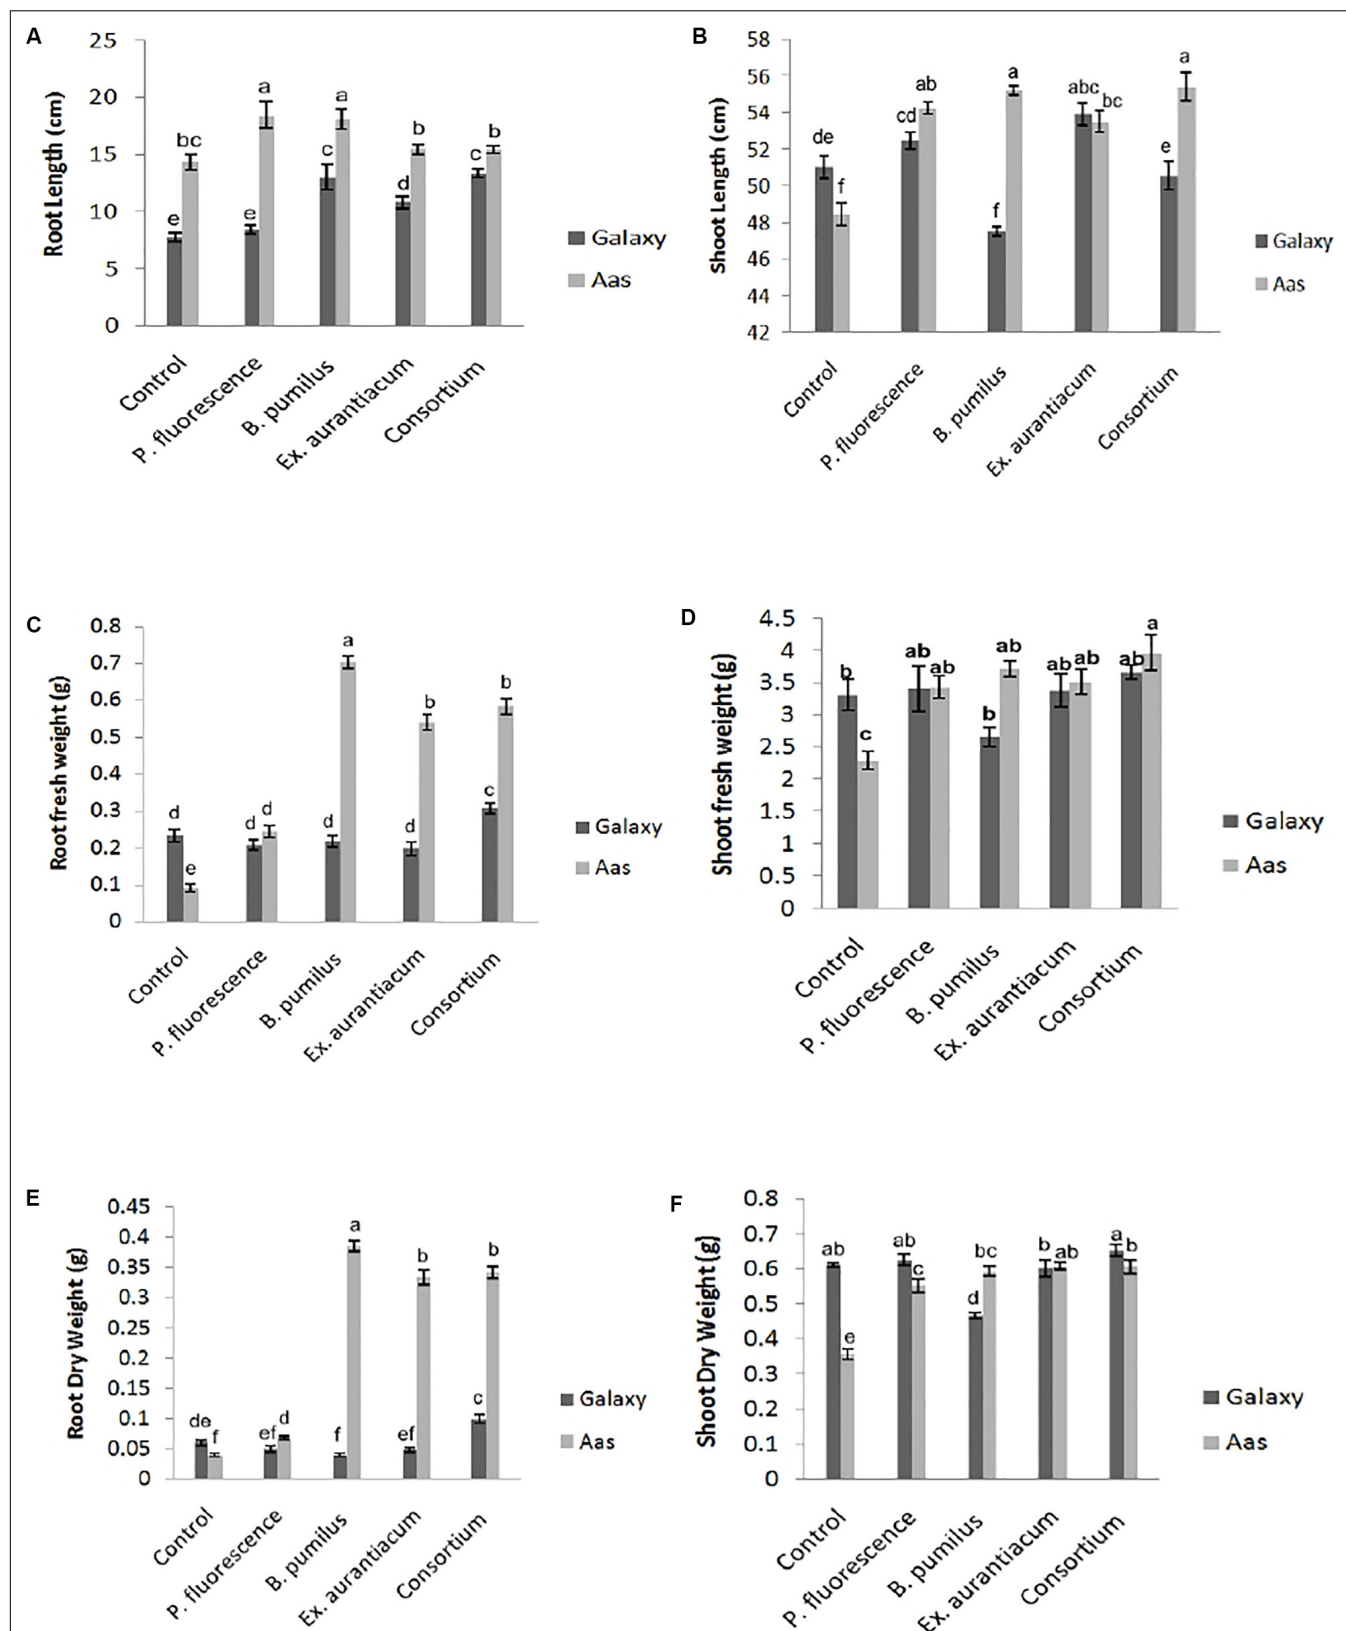 A
Root Length (cm)
25
20
15
10
5
0
e
bc
e
a
c
a
d
b
c
b
Control
P. fluorescence
B. pumilus
Ex. aurantiacum
Consortium
Galaxy
Aas
B
Shoot Length (cm)
58
56
54
52
50
48
46
44
42
de
f
cd
ab
f
a
abc
bc
e
a
Control
P. fluorescence
B. pumilus
Ex. aurantiacum
Consortium
Galaxy
Aas
C
Root fresh weight (g)
0.8
0.7
0.6
0.5
0.4
0.3
0.2
0.1
0
d
e
d
d
d
a
d
b
c
b
Control
P. fluorescence
B. pumilus
Ex. aurantiacum
Consortium
Galaxy
Aas
D
Shoot fresh weight (g)
4.5
4
3.5
3
2.5
2
1.5
1
0.5
0
b
c
ab
ab
b
ab
ab
ab
ab
a
Control
P. fluorescence
B. pumilus
Ex. aurantiacum
Consortium
Galaxy
Aas
E
Root Dry Weight (g)
0.45
0.4
0.35
0.3
0.25
0.2
0.15
0.1
0.05
0
de
f
ef
d
f
a
ef
b
c
b
Control
P. fluorescence
B. pumilus
Ex. aurantiacum
Consortium
Galaxy
Aas
F
Shoot Dry Weight (g)
0.8
0.7
0.6
0.5
0.4
0.3
0.2
0.1
0
ab
e
ab
c
d
bc
b
ab
a
b
Control
P. fluorescence
B. pumilus
Ex. aurantiacum
Consortium
Galaxy
Aas